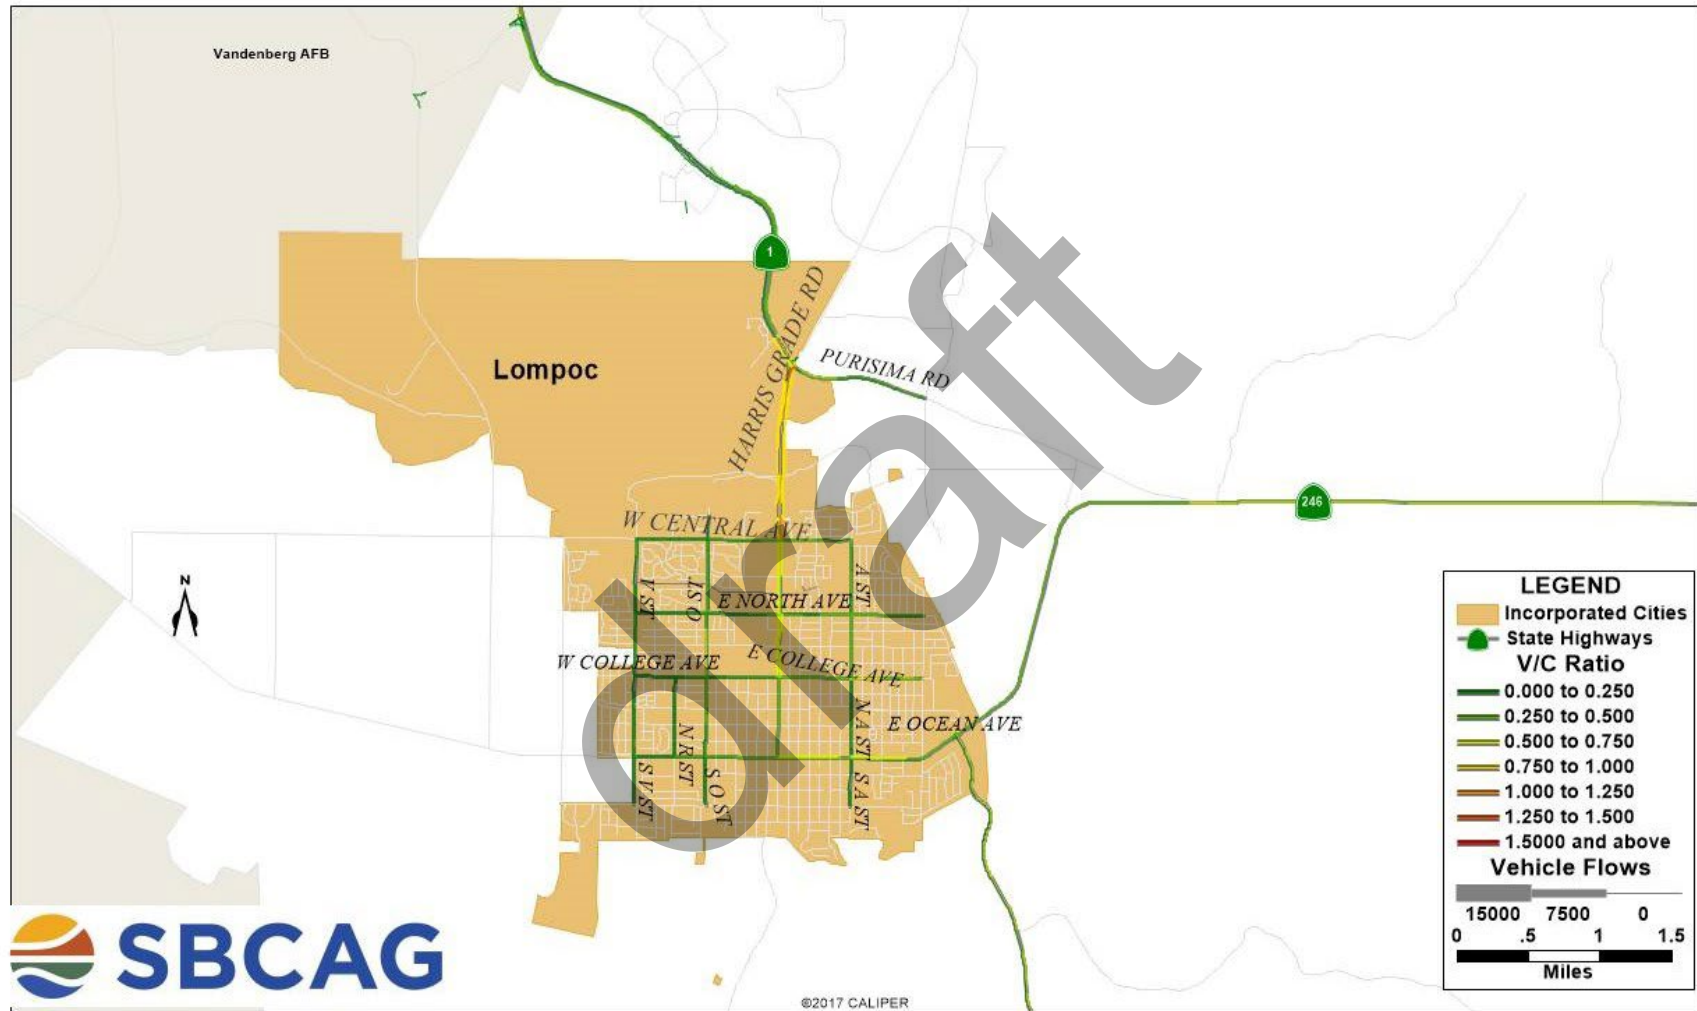 Vandenberg AFB
1
HARRIS GRADE RD
Lompoc
PURISIMA RD
246
W CENTRAL AVE
V ST
O ST
E NORTH AVE
A ST
W COLLEGE AVE
E COLLEGE AVE
N R ST
N A ST
E OCEAN AVE
S V ST
S O ST
S A ST
N
draft
LEGEND
Incorporated Cities
State Highways
V/C Ratio
0.000 to 0.250
0.250 to 0.500
0.500 to 0.750
0.750 to 1.000
1.000 to 1.250
1.250 to 1.500
1.5000 and above
Vehicle Flows
15000 7500 0
0 .5 1 1.5
Miles
SBCAG
©2017 CALIPER